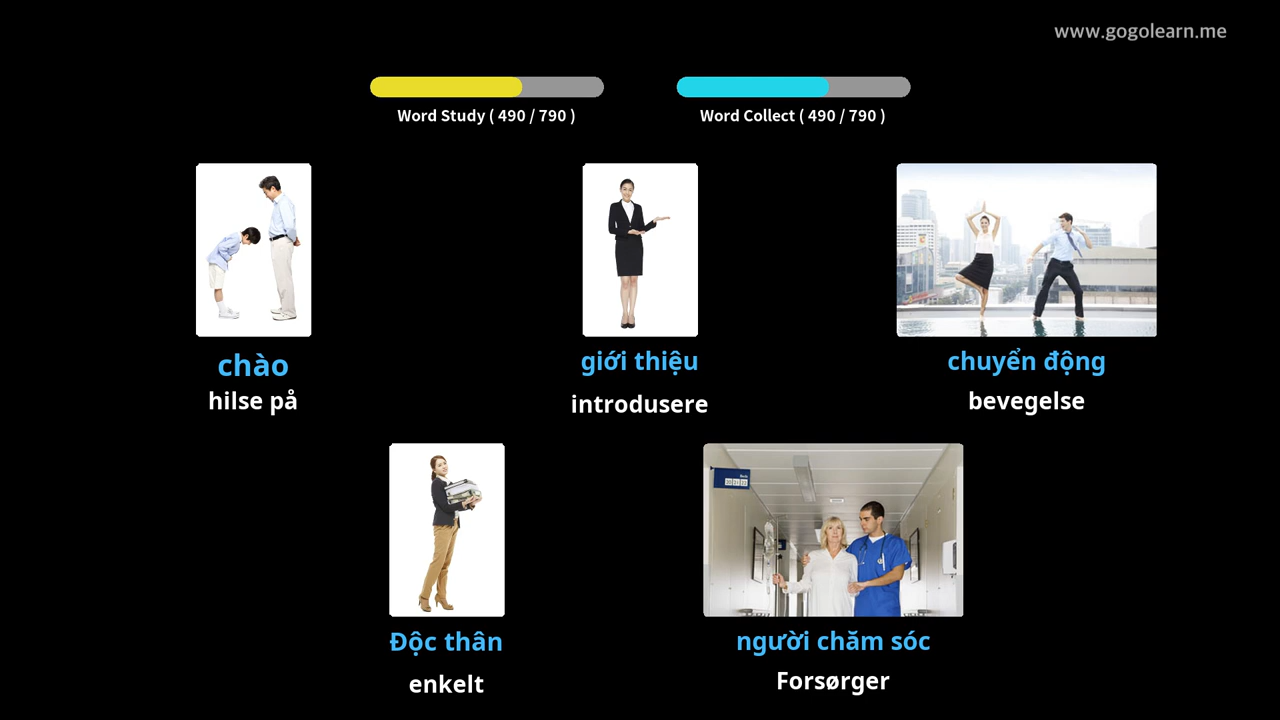 www.gogolearn.me
Word Study ( 490 / 790 )
Word Collect ( 490 / 790 )
chào
hilse på
giới thiệu
introdusere
chuyển động
bevegelse
Độc thân
enkelt
người chăm sóc
Forsørger